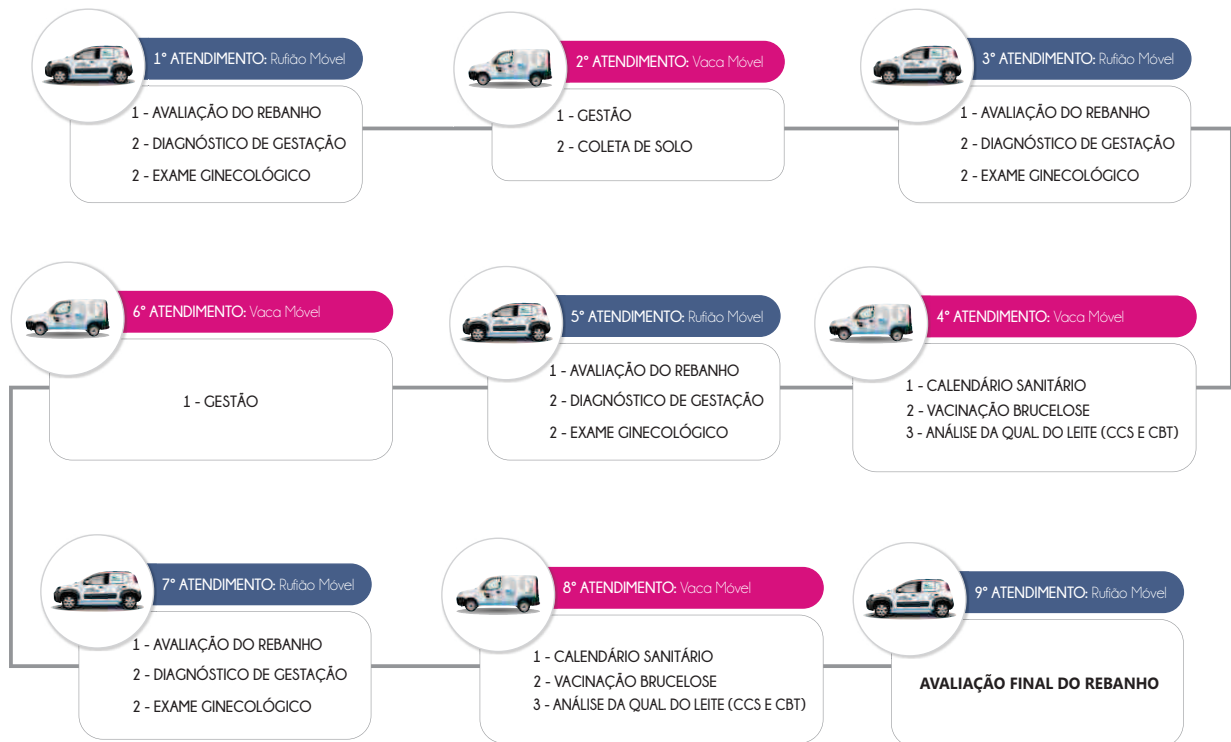 1° ATENDIMENTO: Rufião Móvel
1 - AVALIAÇÃO DO REBANHO
2 - DIAGNÓSTICO DE GESTAÇÃO
2 - EXAME GINECOLÓGICO
2° ATENDIMENTO: Vaca Móvel
1 - GESTÃO
2 - COLETA DE SOLO
3° ATENDIMENTO: Rufião Móvel
1 - AVALIAÇÃO DO REBANHO
2 - DIAGNÓSTICO DE GESTAÇÃO
2 - EXAME GINECOLÓGICO
4° ATENDIMENTO: Vaca Móvel
1 - CALENDÁRIO SANITÁRIO
2 - VACINAÇÃO BRUCELOSE
3 - ANÁLISE DA QUAL. DO LEITE (CCS E CBT)
5° ATENDIMENTO: Rufião Móvel
1 - AVALIAÇÃO DO REBANHO
2 - DIAGNÓSTICO DE GESTAÇÃO
2 - EXAME GINECOLÓGICO
6° ATENDIMENTO: Vaca Móvel
1 - GESTÃO
7° ATENDIMENTO: Rufião Móvel
1 - AVALIAÇÃO DO REBANHO
2 - DIAGNÓSTICO DE GESTAÇÃO
2 - EXAME GINECOLÓGICO
8° ATENDIMENTO: Vaca Móvel
1 - CALENDÁRIO SANITÁRIO
2 - VACINAÇÃO BRUCELOSE
3 - ANÁLISE DA QUAL. DO LEITE (CCS E CBT)
9° ATENDIMENTO: Rufião Móvel
AVALIAÇÃO FINAL DO REBANHO